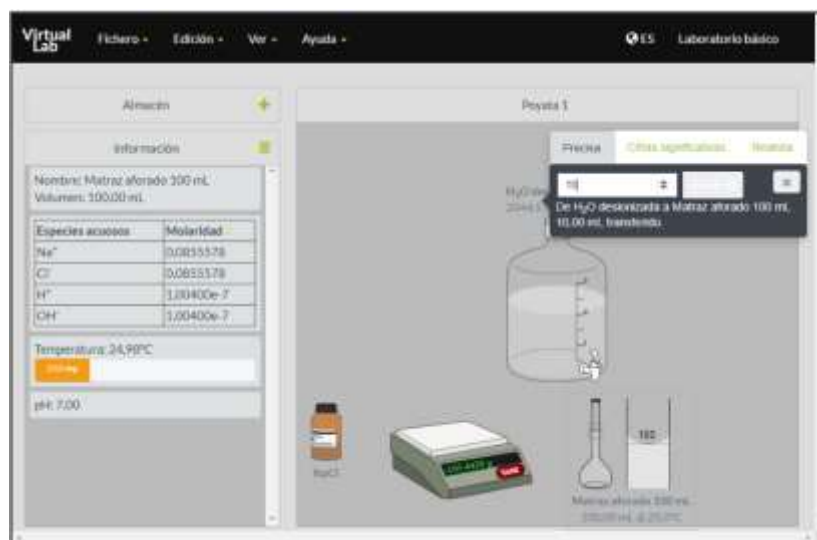 Virtual Lab
Fichero
Edición
Ver
Ayuda
ES
Laboratorio básico
Almacén
Información
Nombre: Matraz aforado 100 mL
Volumen: 100,00 mL
Especies acuosos Molaridad
Na⁺ 0,0855578
Cl⁻ 0,0855578
H⁺ 1,00400e-7
OH⁻ 1,00400e-7
Temperatura: 24,98°C
pH: 7,00
Poyata 1
Precisa
Cifras significativas
Realista
10
De H₂O desionizada a Matraz aforado 100 mL,
10,00 mL transferido.
NaCl
TARE
100
Matraz aforado 100 mL